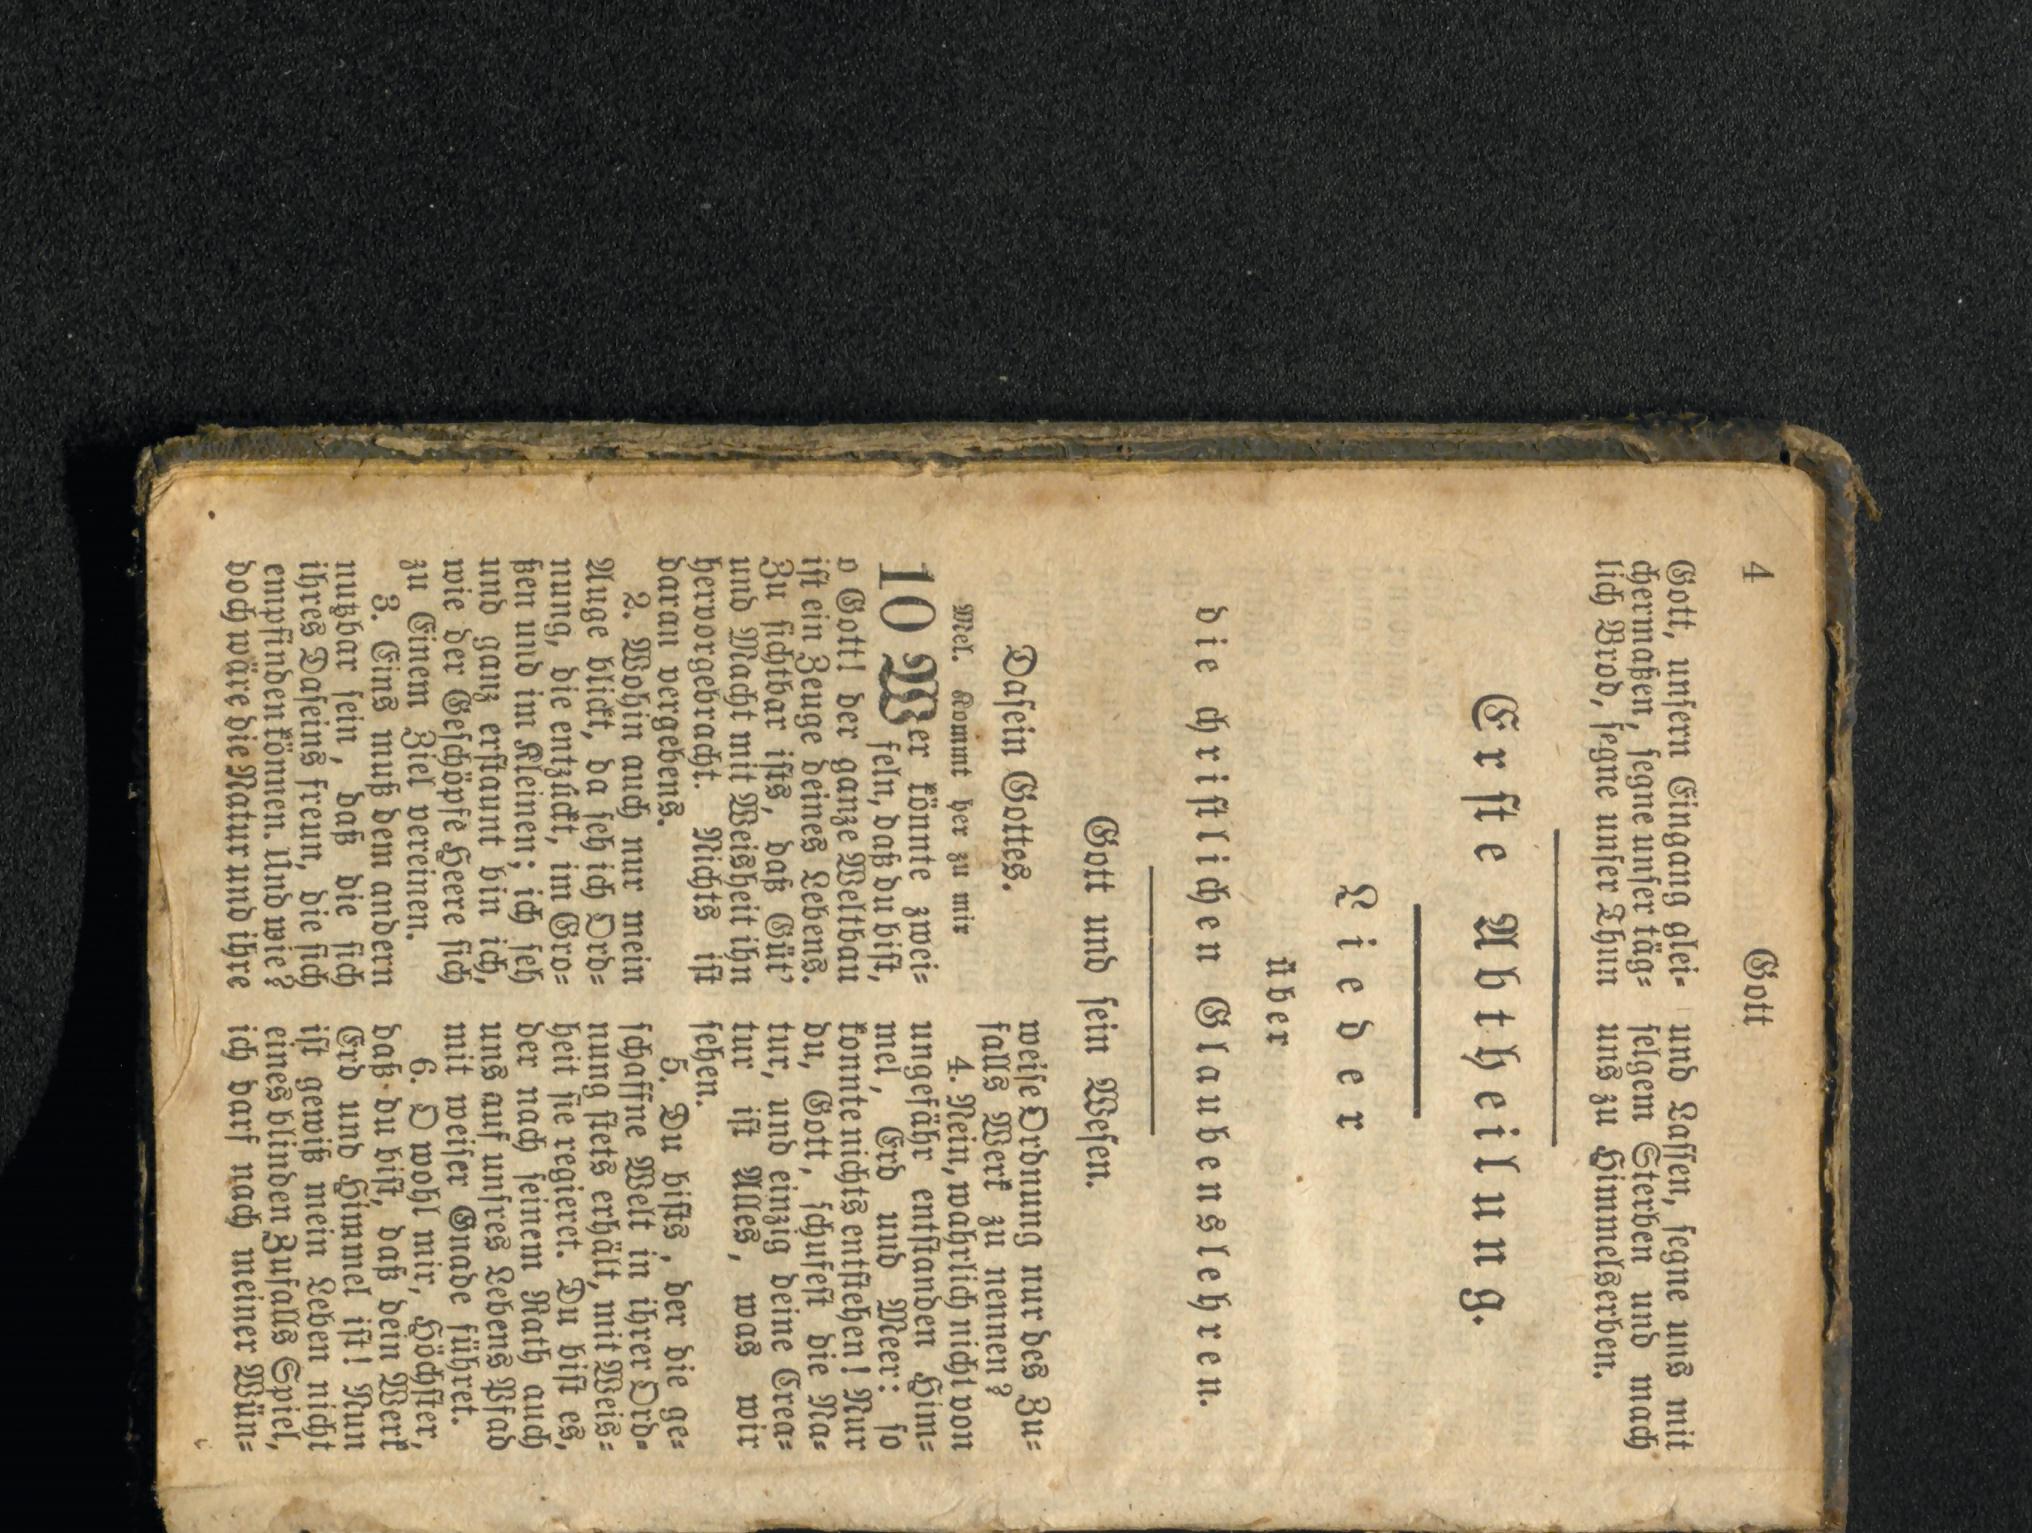 4
Gott
Gott, unsern Eingang glei-
chermaßen, segne unser täg-
lich Brod, segne unser Thun
und Lassen, segne uns mit
selgem Sterben und mach
uns zu Himmelserben.
Erste Abtheilung.
Lieder
über
die christlichen Glaubenslehren.
Gott und sein Wesen.
Dasein Gottes.
Mel. Kommt her zu mir
10 Wer könnte zwei-
feln, daß du bist,
o Gott! der ganze Weltbau
ist ein Zeuge deines Lebens.
Zu sichtbar ists, daß Güt'
und Macht mit Weisheit ihn
hervorgebracht. Nichts ist
daran vergebens.
2. Wohin auch nur mein
Auge blickt, da seh ich Ord-
nung, die entzückt, im Gro-
ßen und im Kleinen; ich seh
und ganz erstaunt bin ich,
wie der Geschöpfe Heere sich
zu Einem Ziel vereinen.
3. Eins muß dem andern
nutzbar sein, daß die sich
ihres Daseins freun, die sich
empfinden können. Und wie?
doch wäre die Natur und ihre
weise Ordnung nur des Zu-
falls Werk zu nennen?
4. Nein, wahrlich nicht von
ungefähr entstanden Him-
mel, Erd und Meer: so
konnte nichts entstehen! Nur
du, Gott, schufest die Na-
tur, und einzig deine Crea-
tur ist Alles, was wir
sehen.
5. Du bists, der die ge-
schaffne Welt in ihrer Ord-
nung stets erhält, mit Weis-
heit sie regieret. Du bist es,
der nach seinem Rath auch
uns auf unsres Lebens Pfad
mit weiser Gnade führet.
6. O wohl mir, Höchster,
daß du bist, daß dein Werk
Erd und Himmel ist! Nun
ist gewiß mein Leben nicht
eines blinden Zufalls Spiel,
ich darf nach meiner Wün-